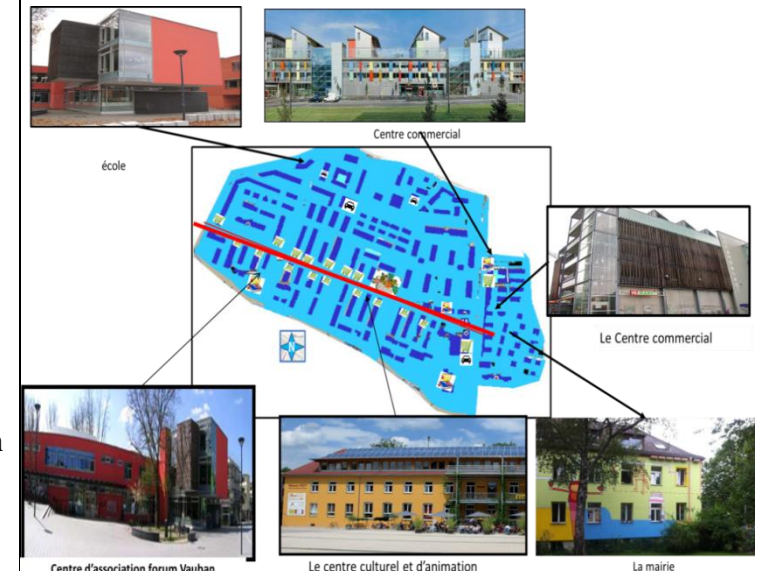 Centre commercial
école
Le Centre commercial
N
Centre d'association forum Vauban
Le centre culturel et d'animation
La mairie